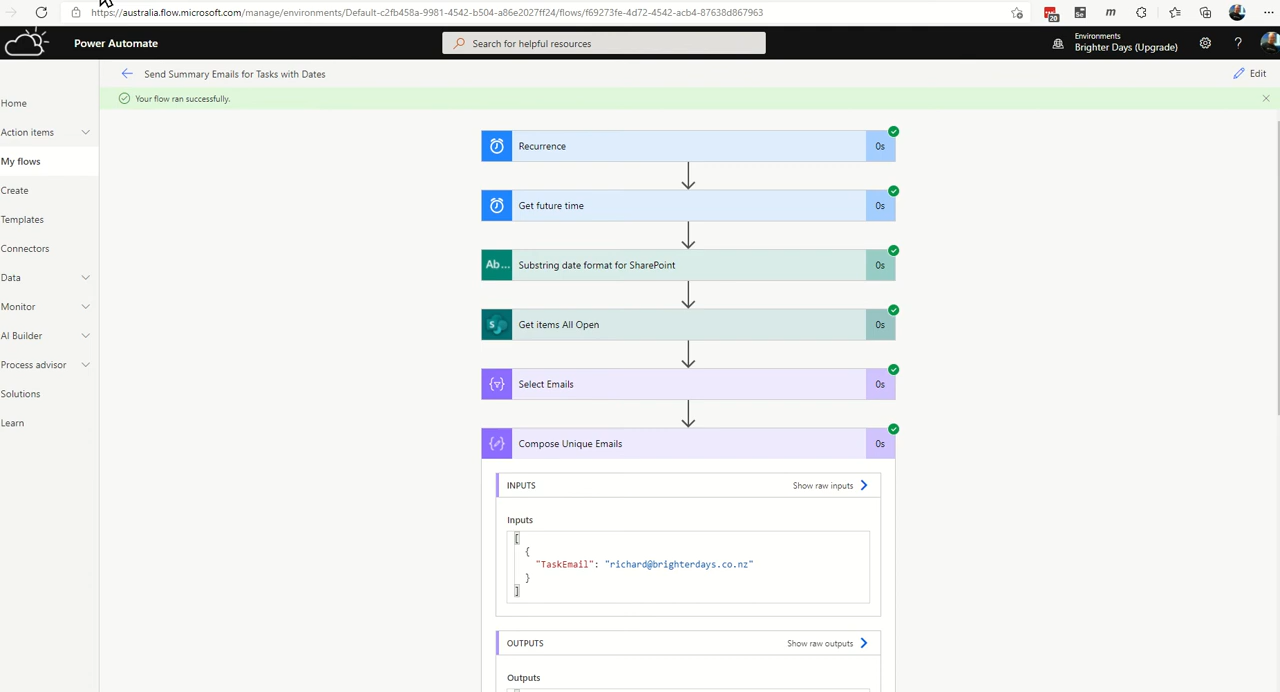 https://australia.flow.microsoft.com/manage/environments/Default-c2fb458a-9981-4542-b504-a86e2027ff24/flows/f69273fe-4d72-4542-acb4-87638d867963
20
m
Power Automate
Search for helpful resources
Environments
Brighter Days (Upgrade)
?
Send Summary Emails for Tasks with Dates
Edit
Your flow ran successfully.
Home
Action items
My flows
Create
Templates
Connectors
Data
Monitor
AI Builder
Process advisor
Solutions
Learn
Recurrence
0s
Get future time
0s
Ab...
Substring date format for SharePoint
0s
S
Get items All Open
0s
Select Emails
0s
Compose Unique Emails
0s
INPUTS
Show raw inputs
Inputs
[
{
"TaskEmail": "richard@brighterdays.co.nz"
}
]
OUTPUTS
Show raw outputs
Outputs